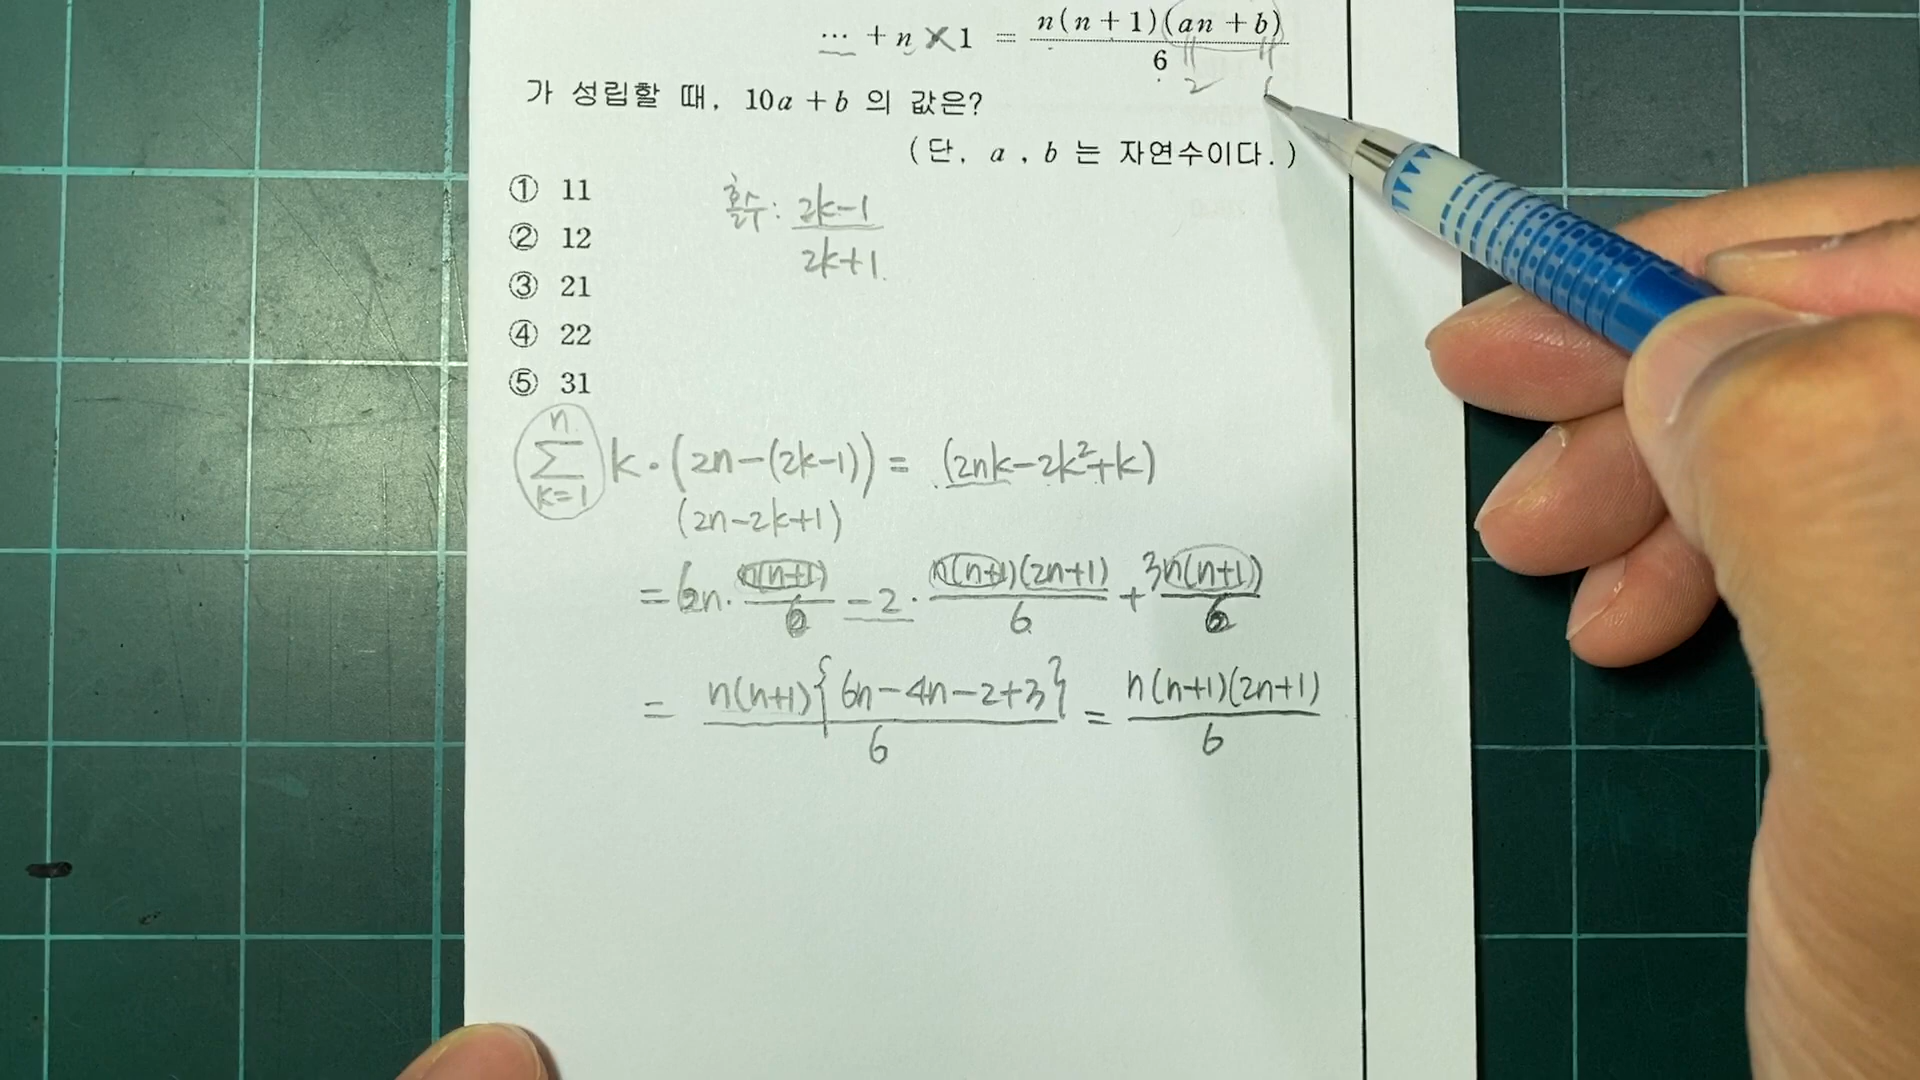 … + n × 1 = n(n+1)(an+b) / 6
2
가 성립할 때, 10a + b 의 값은?
(단, a, b 는 자연수이다.)
① 11
② 12
③ 21
④ 22
⑤ 31
홀수: 2k-1
2k+1
n Σ k=1 k·(2n-(2k-1)) = (2nk-2k²+k)
(2n-2k+1)
= 6n· n(n+1) / 6 -2· n(n+1)(2n+1) / 6 + 3n(n+1) / 6
= n(n+1){6n-4n-2+3} / 6 = n(n+1)(2n+1) / 6